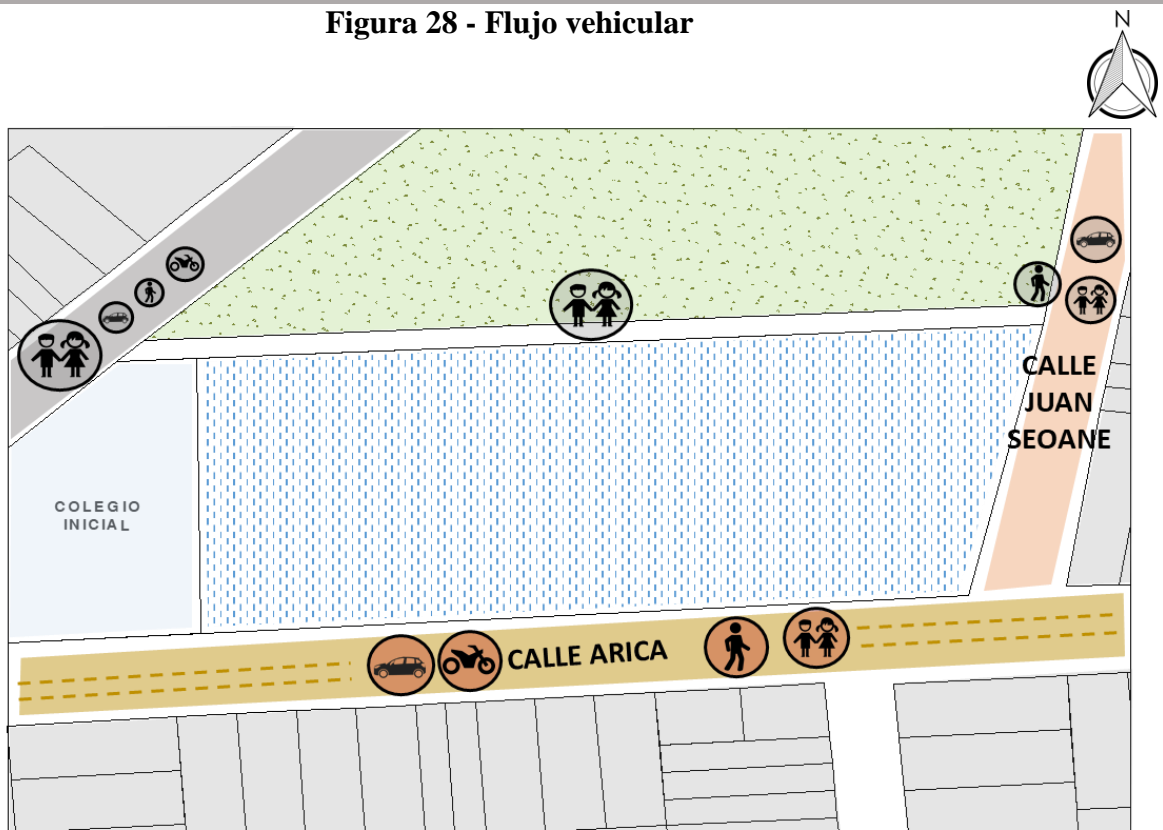 Figura 28 - Flujo vehicular
N
CALLE
JUAN
SEOANE
COLEGIO
INICIAL
CALLE ARICA